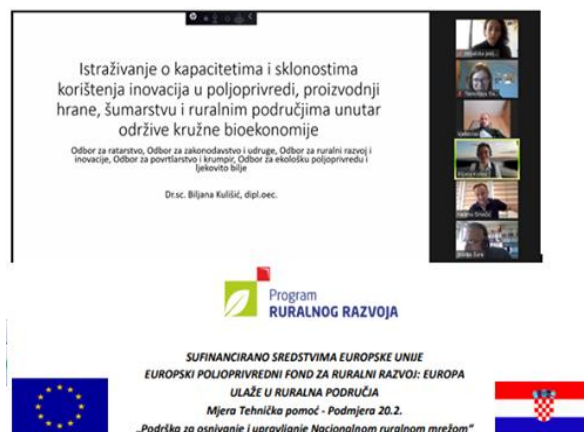 Istraživanje o kapacitetima i sklonostima
korištenja inovacija u poljoprivredi, proizvodnji
hrane, šumarstvu i ruralnim područjima unutar
održive kružne bioekonomije
Odbor za ratarstvo, Odbor za zakonodavstvo i udruge, Odbor za ruralni razvoj i
inovacije, Odbor za povrtlarstvo i krumpir, Odbor za ekološku poljoprivredu i
ljekovito bilje
Dr.sc. Biljana Kulišić, dipl.oec.
Program
RURALNOG RAZVOJA
SUFINANCIRANO SREDSTVIMA EUROPSKE UNIJE
EUROPSKI POLJOPRIVREDNI FOND ZA RURALNI RAZVOJ: EUROPA
ULAŽE U RURALNA PODRUČJA
Mjera Tehnička pomoć - Podmjera 20.2.
„Podrška za osnivanje i upravljanje Nacionalnom ruralnom mrežom"